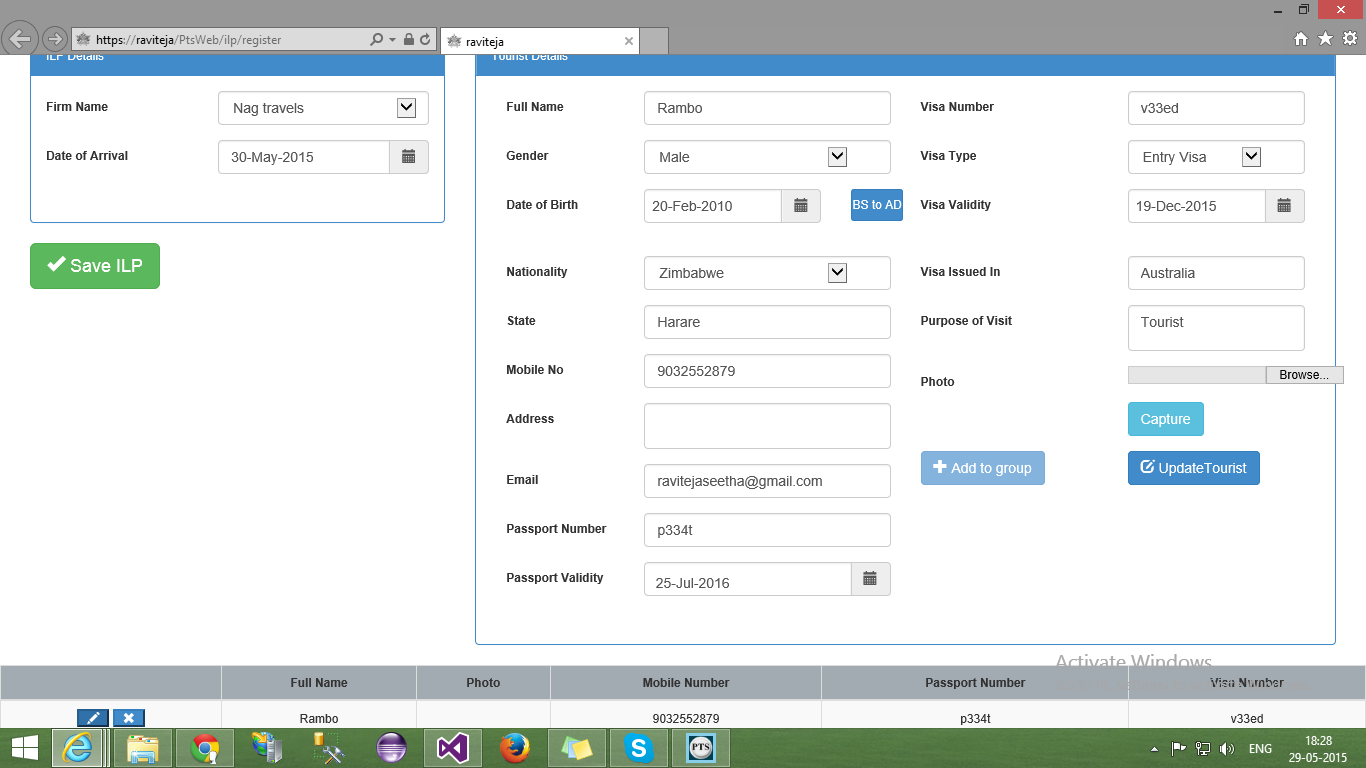 https://raviteja/PtsWeb/ilp/register
raviteja
ILP Details
Tourist Details
Firm Name
Nag travels
Date of Arrival
30-May-2015
Save ILP
Full Name
Rambo
Visa Number
v33ed
Gender
Male
Visa Type
Entry Visa
Date of Birth
20-Feb-2010
BS to AD
Visa Validity
19-Dec-2015
Nationality
Zimbabwe
Visa Issued In
Australia
State
Harare
Purpose of Visit
Tourist
Mobile No
9032552879
Photo
Browse...
Address
Capture
Add to group
UpdateTourist
Email
ravitejaseetha@gmail.com
Passport Number
p334t
Passport Validity
25-Jul-2016
Activate Windows
Full Name Photo Mobile Number Passport Number Visa Number
Rambo 9032552879 p334t v33ed
PTS
ENG
18:28
29-05-2015